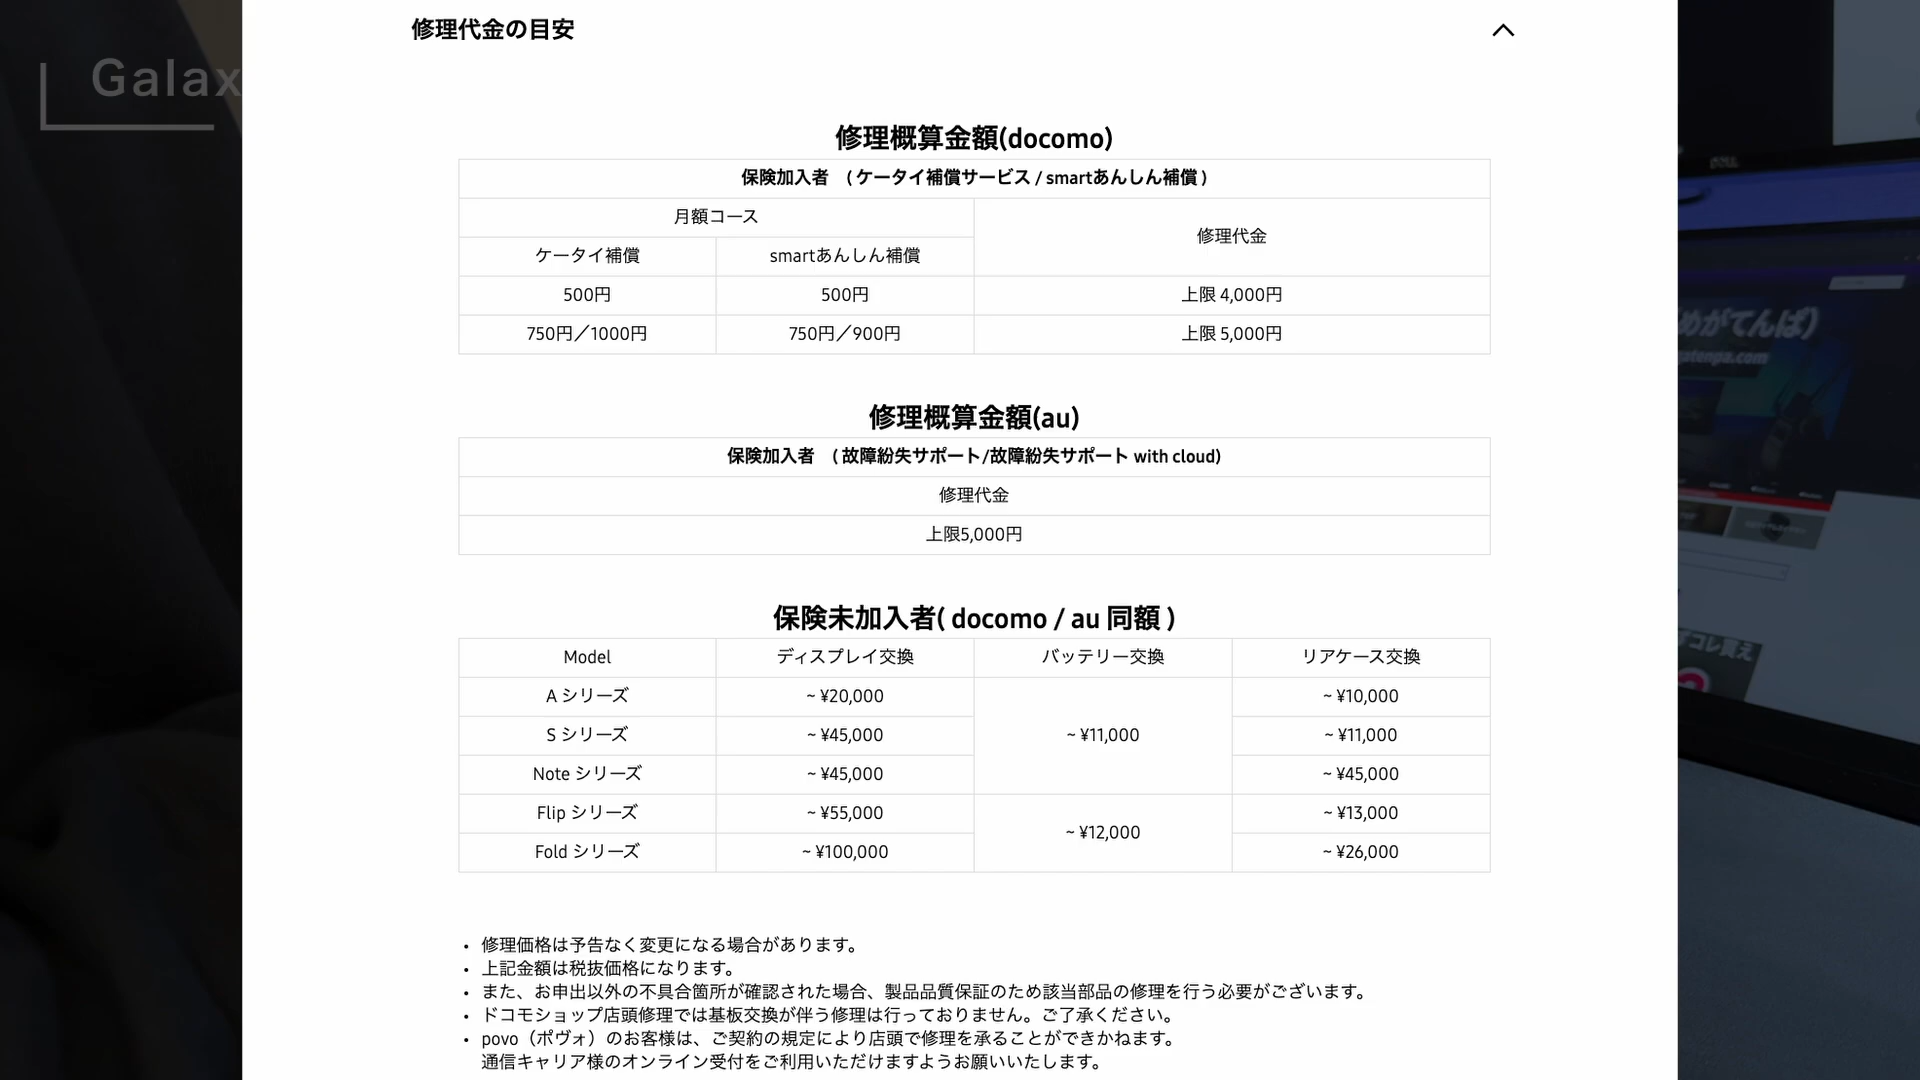 修理代金の目安
Galax
修理概算金額(docomo)
保険加入者 ( ケータイ補償サービス / smartあんしん補償 )
月額コース
修理代金
ケータイ補償 smartあんしん補償
500円 500円 上限 4,000円
750円／1000円 750円／900円 上限 5,000円
修理概算金額(au)
保険加入者 ( 故障紛失サポート/故障紛失サポート with cloud)
修理代金
上限5,000円
保険未加入者( docomo / au 同額 )
Model ディスプレイ交換 バッテリー交換 リアケース交換
A シリーズ ~ ¥20,000 ~ ¥10,000
S シリーズ ~ ¥45,000 ~ ¥11,000 ~ ¥11,000
Note シリーズ ~ ¥45,000 ~ ¥45,000
Flip シリーズ ~ ¥55,000 ~ ¥13,000
~ ¥12,000
Fold シリーズ ~ ¥100,000 ~ ¥26,000
• 修理価格は予告なく変更になる場合があります。
• 上記金額は税抜価格になります。
• また、お申出以外の不具合箇所が確認された場合、製品品質保証のため該当部品の修理を行う必要がございます。
• ドコモショップ店頭修理では基板交換が伴う修理は行っておりません。ご了承ください。
• povo（ポヴォ）のお客様は、ご契約の規定により店頭で修理を承ることができかねます。
通信キャリア様のオンライン受付をご利用いただけますようお願いいたします。
DELL
めがてんぱ)
gatenpa.com
コレ買え